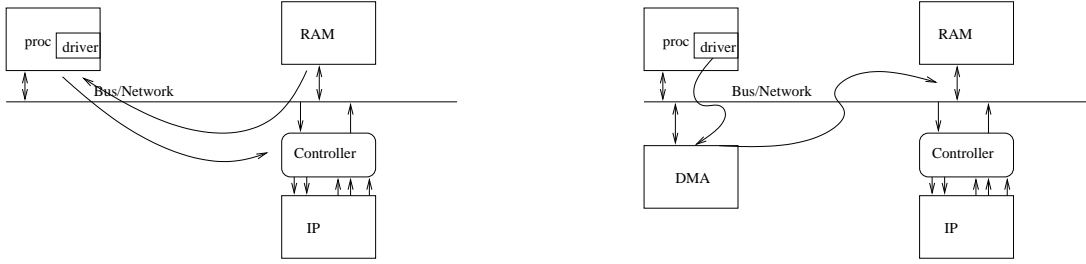 proc
driver
RAM
Bus/Network
Controller
IP
proc
driver
RAM
Bus/Network
DMA
Controller
IP